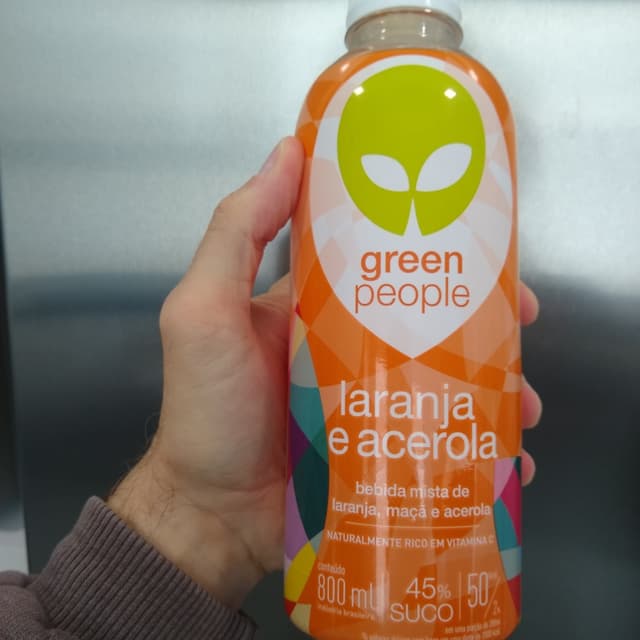 green
people
laranja
e acerola
bebida mista de
laranja, maçã e acerola
NATURALMENTE RICO EM VITAMINA C
conteúdo
800 ml
indústria brasileira
45%
SUCO
50